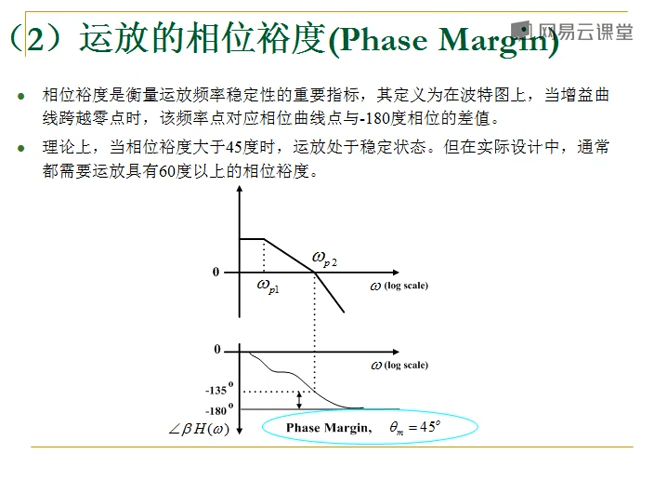 （2）运放的相位裕度(Phase Margin)
网易云课堂
相位裕度是衡量运放频率稳定性的重要指标，其定义为在波特图上，当增益曲
线跨越零点时，该频率点对应相位曲线点与-180度相位的差值。
理论上，当相位裕度大于45度时，运放处于稳定状态。但在实际设计中，通常
都需要运放具有60度以上的相位裕度。
ω_p2
0
ω_p1
ω (log scale)
0
ω (log scale)
-135°
-180°
∠βH(ω)
Phase Margin, θ_m = 45°